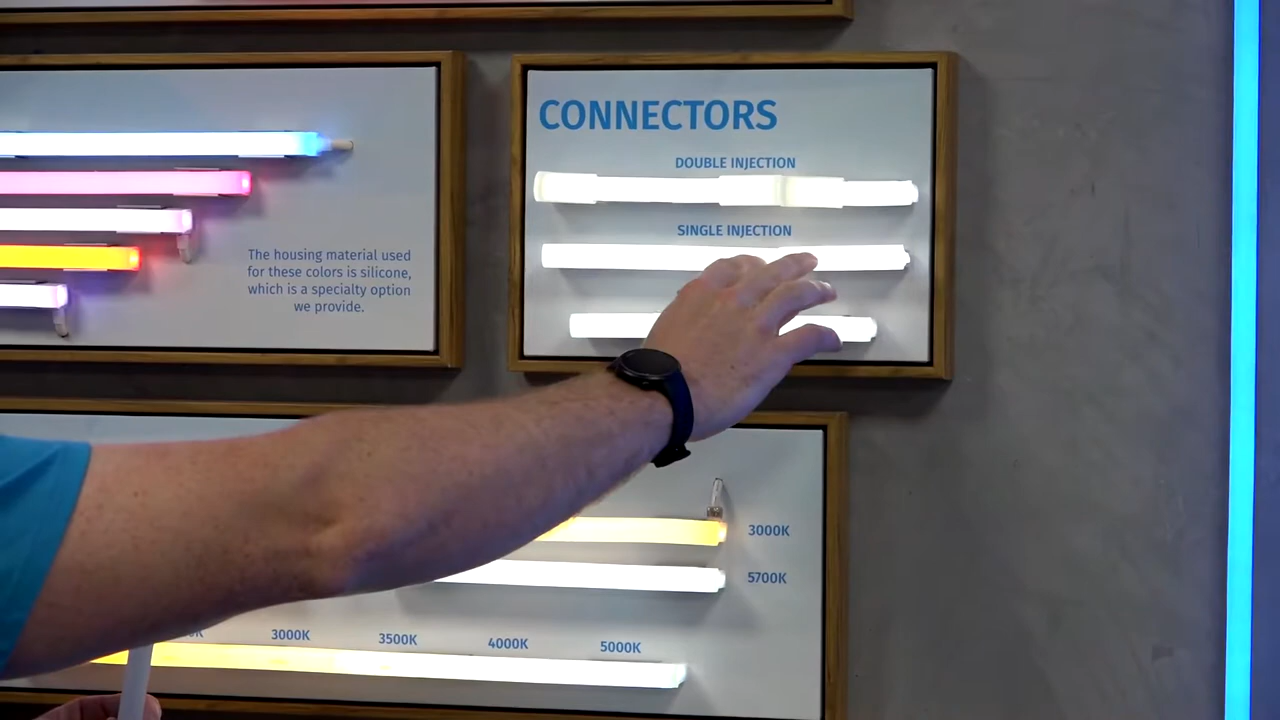 CONNECTORS
DOUBLE INJECTION
SINGLE INJECTION
The housing material used
for these colors is silicone,
which is a specialty option
we provide.
3000K
5700K
3000K
3500K
4000K
5000K